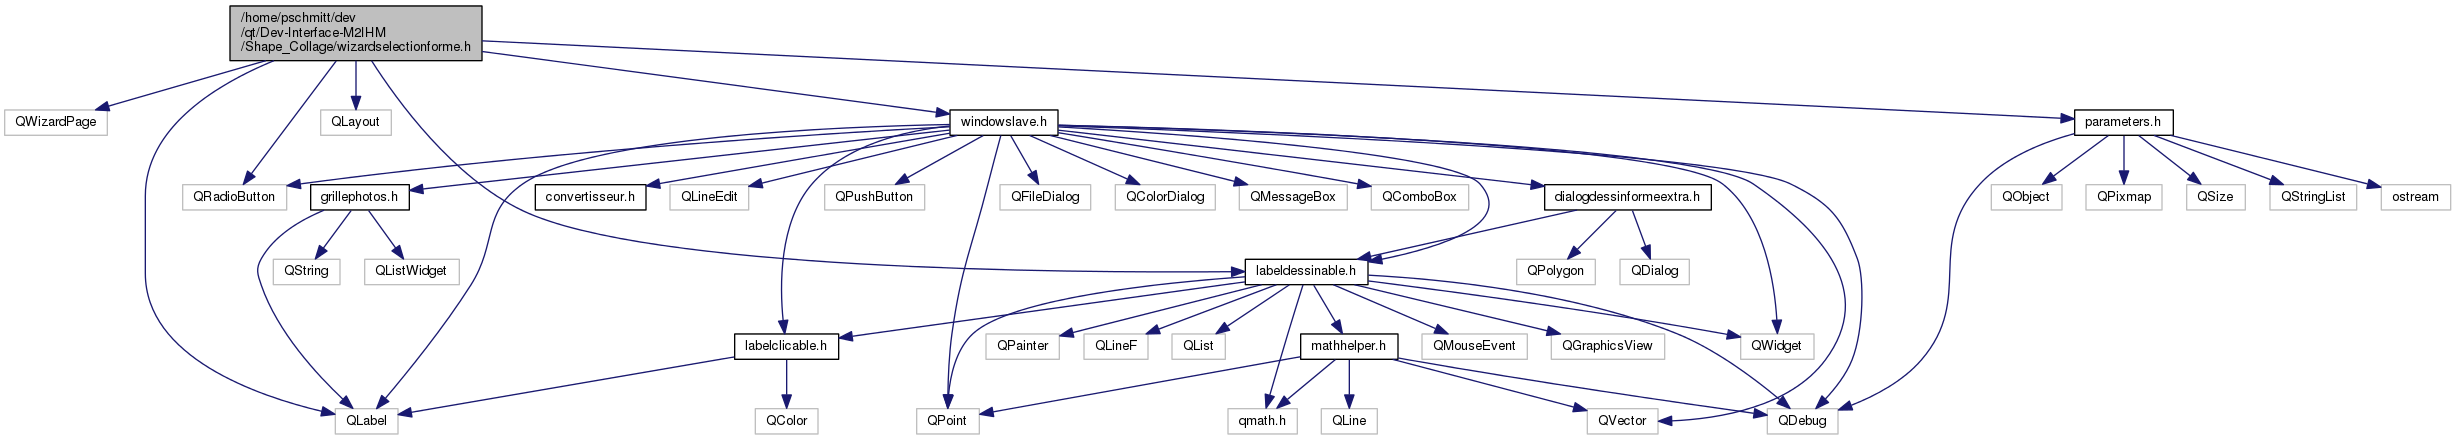 /home/pschmitt/dev
/qt/Dev-Interface-M2IHM
/Shape_Collage/wizardselectionforme.h
QWizardPage
QLayout
windowslave.h
parameters.h
QRadioButton
grillephotos.h
convertisseur.h
QLineEdit
QPushButton
QFileDialog
QColorDialog
QMessageBox
QComboBox
dialogdessinformeextra.h
QObject
QPixmap
QSize
QStringList
ostream
QString
QListWidget
labeldessinable.h
QPolygon
QDialog
labelclicable.h
QPainter
QLineF
QList
mathhelper.h
QMouseEvent
QGraphicsView
QWidget
QLabel
QColor
QPoint
qmath.h
QLine
QVector
QDebug